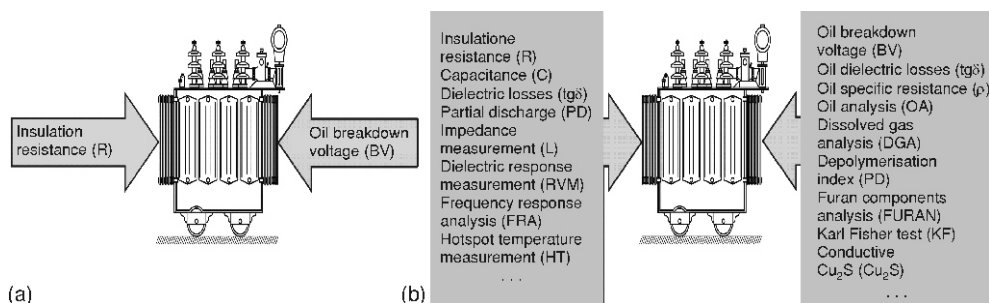 Insulation
resistance (R)
Oil breakdown
voltage (BV)
(a)
Insulatione
resistance (R)
Capacitance (C)
Dielectric losses (tgδ)
Partial discharge (PD)
Impedance
measurement (L)
Dielectric response
measurement (RVM)
Frequency response
analysis (FRA)
Hotspot temperature
measurement (HT)
. . .
(b)
Oil breakdown
voltage (BV)
Oil dielectric losses (tgδ)
Oil specific resistance (ρ)
Oil analysis (OA)
Dissolved gas
analysis (DGA)
Depolymerisation
index (PD)
Furan components
analysis (FURAN)
Karl Fisher test (KF)
Conductive
Cu₂S (Cu₂S)
. . .